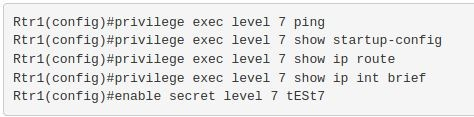 Rtr1(config)#privilege exec level 7 ping
Rtr1(config)#privilege exec level 7 show startup-config
Rtr1(config)#privilege exec level 7 show ip route
Rtr1(config)#privilege exec level 7 show ip int brief
Rtr1(config)#enable secret level 7 tESt7